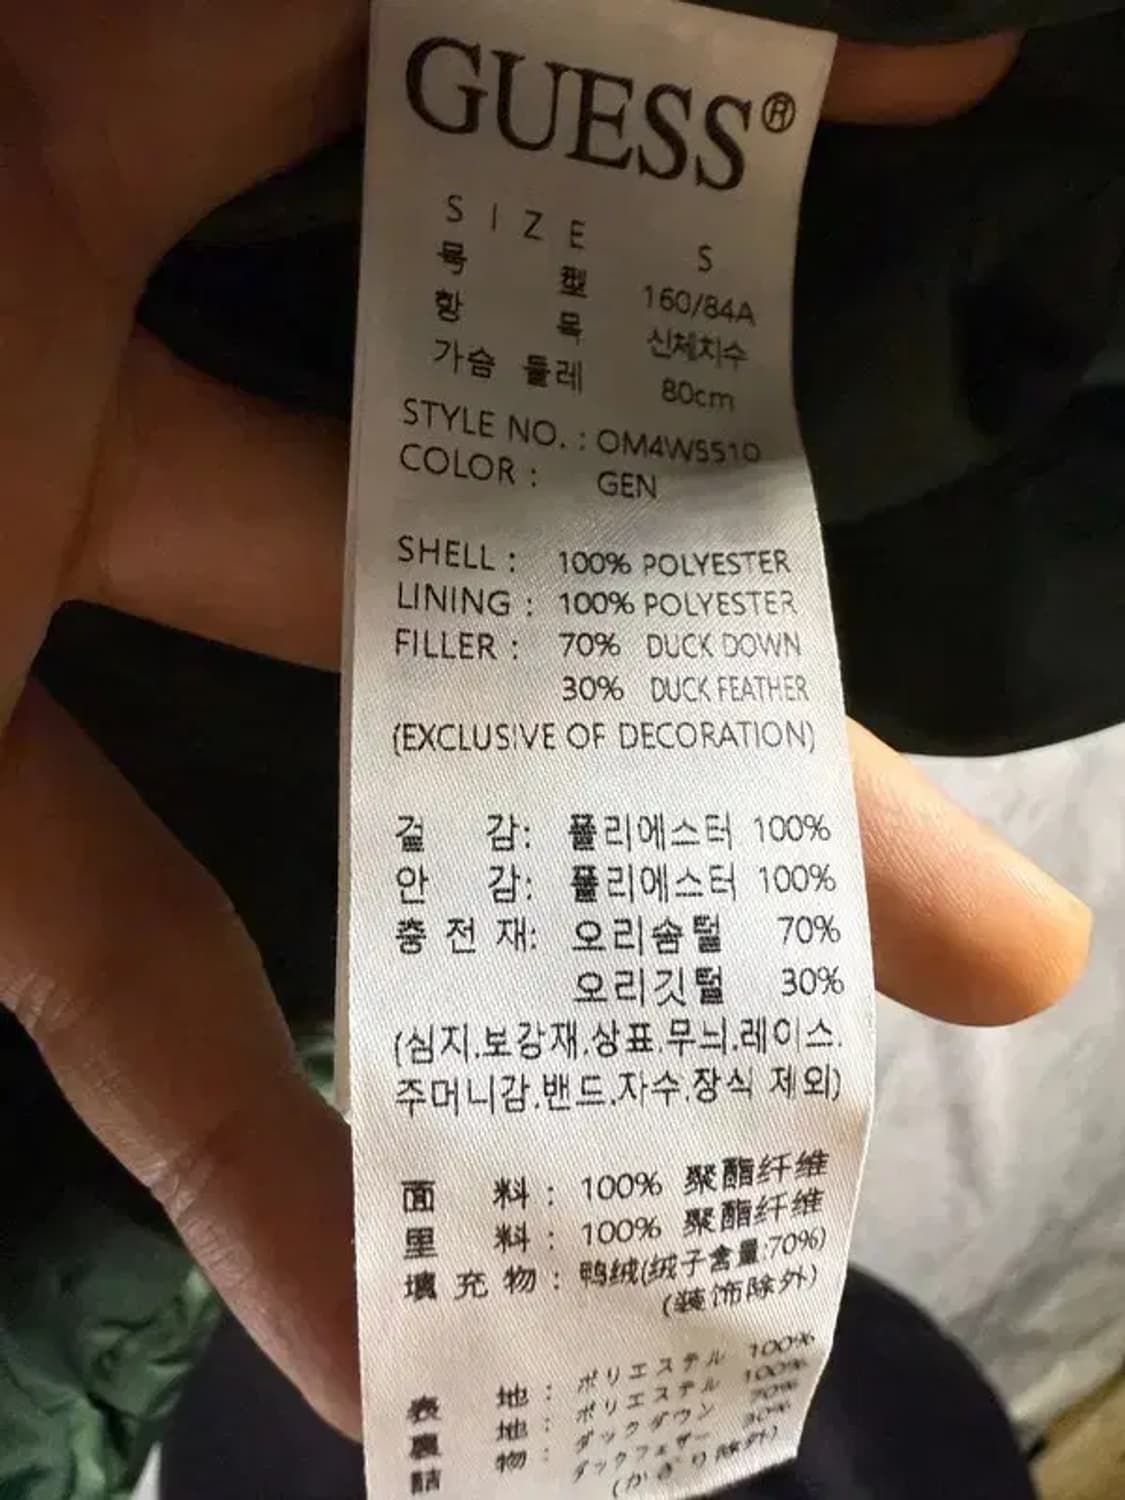 GUESS®
SIZE S
号 型 160/84A
항 목 신체치수
가슴 둘레 80cm
STYLE NO. : OM4W5510
COLOR : GEN
SHELL : 100% POLYESTER
LINING : 100% POLYESTER
FILLER : 70% DUCK DOWN
30% DUCK FEATHER
(EXCLUSIVE OF DECORATION)
겉 감: 폴리에스터 100%
안 감: 폴리에스터 100%
충 전 재: 오리솜털 70%
오리깃털 30%
(심지.보강재.상표.무늬.레이스.
주머니감.밴드.자수.장식 제외)
面 料 : 100% 聚酯纤维
里 料 : 100% 聚酯纤维
填 充 物 : 鸭绒(绒子含量:70%)
(装饰除外)
表 地 : ポリエステル 100%
裏 地 : ポリエステル 100%
詰 物 : ダックダウン 70%
ダックフェザー 30%
(かざり除外)